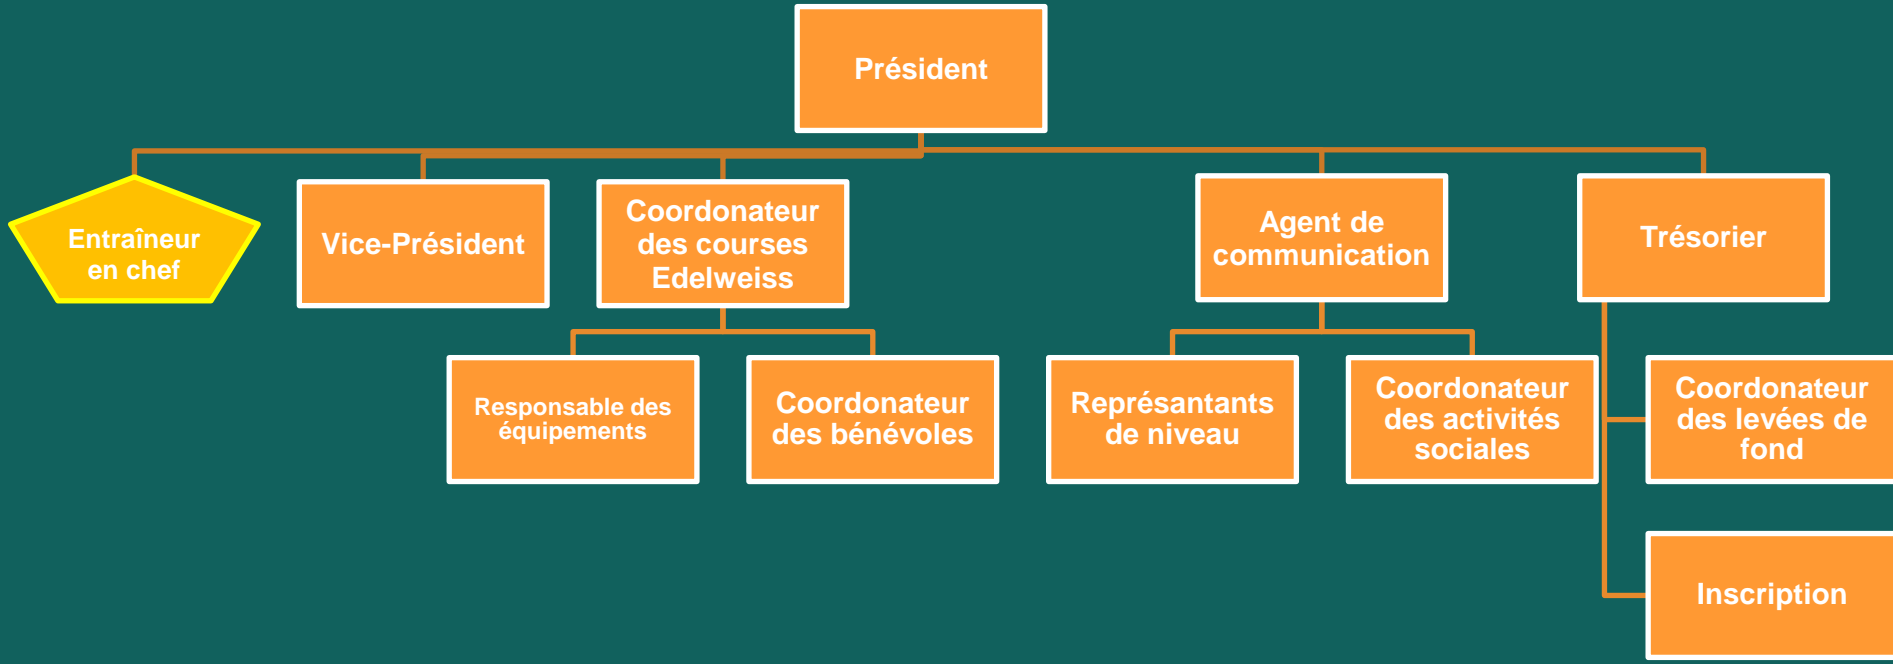 Président
Entraîneur
en chef
Vice-Président
Coordonateur
des courses
Edelweiss
Agent de
communication
Trésorier
Responsable des
équipements
Coordonateur
des bénévoles
Représantants
de niveau
Coordonateur
des activités
sociales
Coordonateur
des levées de
fond
Inscription